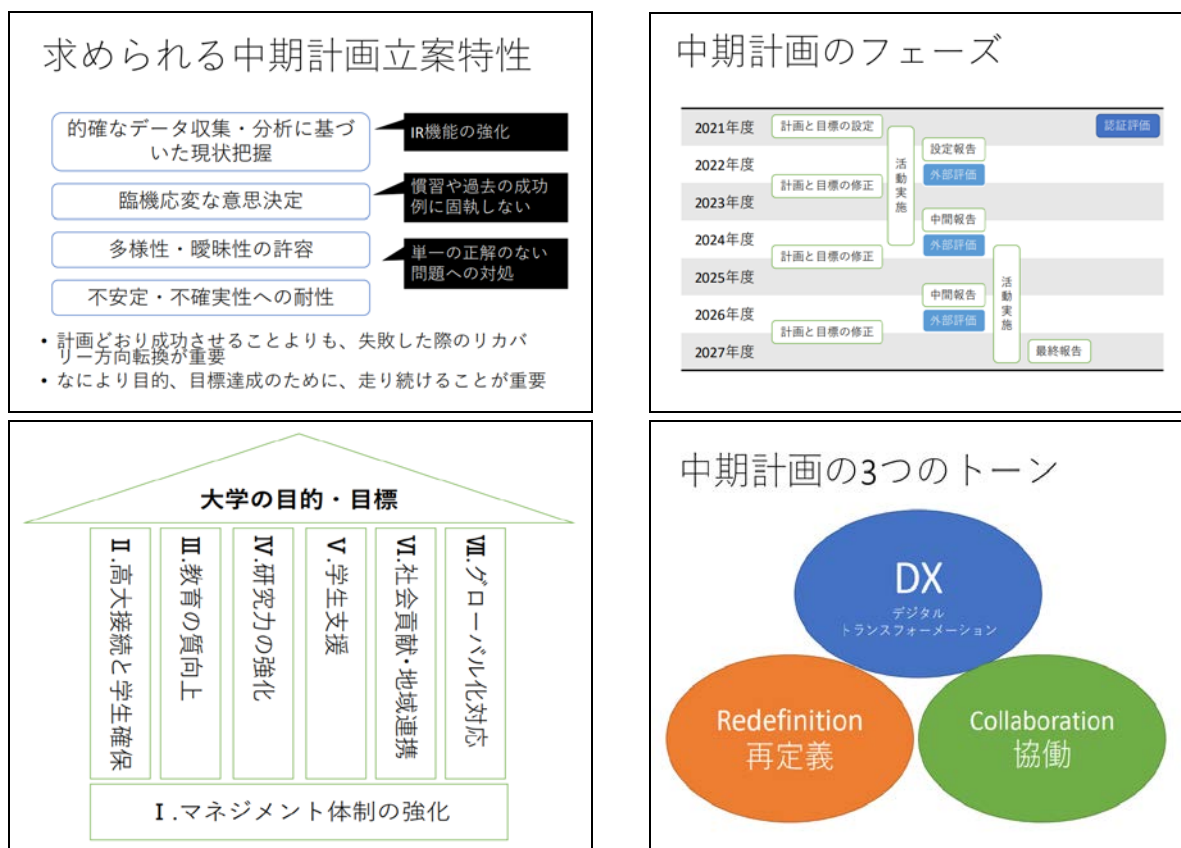 求められる中期計画立案特性
的確なデータ収集・分析に基づ
いた現状把握
IR機能の強化
臨機応変な意思決定
慣習や過去の成功
例に固執しない
多様性・曖昧性の許容
単一の正解のない
問題への対処
不安定・不確実性への耐性
• 計画どおり成功させることよりも、失敗した際のリカバ
リー方向転換が重要
• なにより目的、目標達成のために、走り続けることが重要
中期計画のフェーズ
2021年度
計画と目標の設定
認証評価
2022年度
設定報告
外部評価
計画と目標の修正
2023年度
活動実施
2024年度
中間報告
外部評価
計画と目標の修正
2025年度
活動実施
2026年度
中間報告
外部評価
計画と目標の修正
2027年度
最終報告
大学の目的・目標
Ⅱ.高大接続と学生確保
Ⅲ.教育の質向上
Ⅳ.研究力の強化
Ⅴ.学生支援
Ⅵ.社会貢献・地域連携
Ⅶ.グローバル化対応
Ⅰ.マネジメント体制の強化
中期計画の3つのトーン
DX
デジタル
トランスフォーメーション
Redefinition
再定義
Collaboration
協働